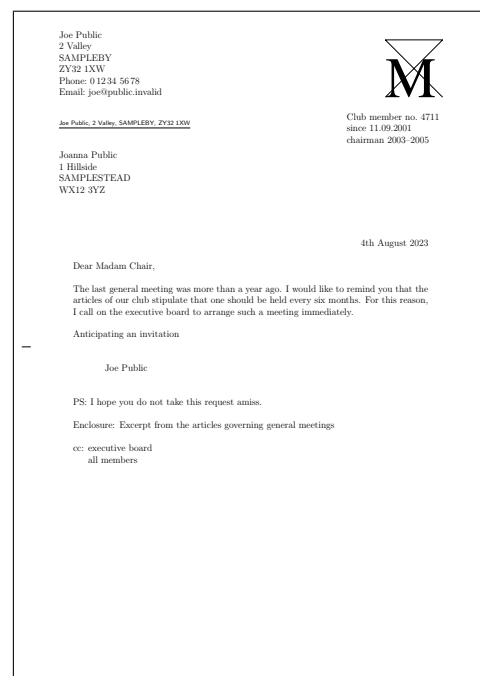 Joe Public
2 Valley
SAMPLEBY
ZY32 1XW
Phone: 0 12 34 56 78
Email: joe@public.invalid
M
Joe Public, 2 Valley, SAMPLEBY, ZY32 1XW
Club member no. 4711
since 11.09.2001
chairman 2003–2005
Joanna Public
1 Hillside
SAMPLESTEAD
WX12 3YZ
4th August 2023
Dear Madam Chair,
The last general meeting was more than a year ago. I would like to remind you that the
articles of our club stipulate that one should be held every six months. For this reason,
I call on the executive board to arrange such a meeting immediately.
Anticipating an invitation
Joe Public
PS: I hope you do not take this request amiss.
Enclosure: Excerpt from the articles governing general meetings
cc: executive board
all members